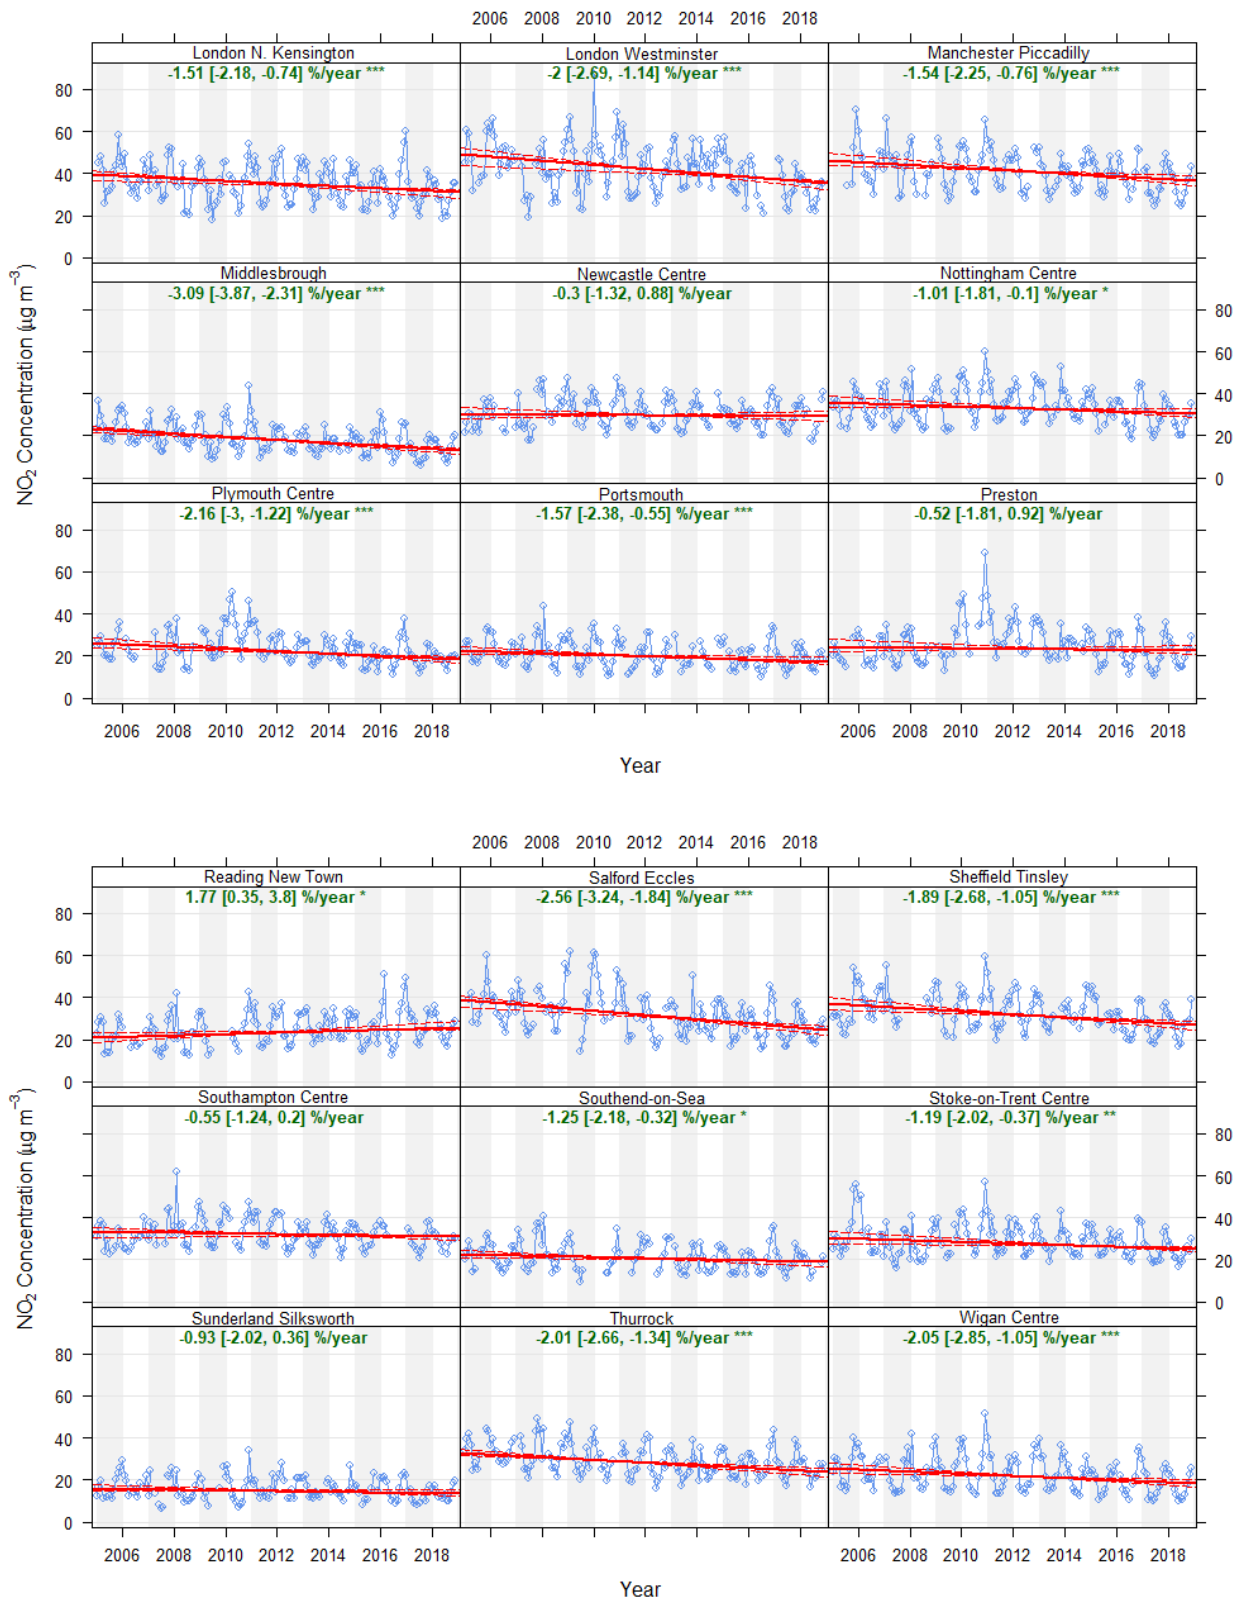 2006 2008 2010 2012 2014 2016 2018
London N. Kensington London Westminster Manchester Piccadilly
-1.51 [-2.18, -0.74] %/year *** -2 [-2.69, -1.14] %/year *** -1.54 [-2.25, -0.76] %/year ***
80
60
40
20
0
Middlesbrough Newcastle Centre Nottingham Centre
-3.09 [-3.87, -2.31] %/year *** -0.3 [-1.32, 0.88] %/year -1.01 [-1.81, -0.1] %/year *
80
60
40
20
0
NO₂ Concentration (µg m⁻³)
Plymouth Centre Portsmouth Preston
-2.16 [-3, -1.22] %/year *** -1.57 [-2.38, -0.55] %/year *** -0.52 [-1.81, 0.92] %/year
80
60
40
20
0
2006 2008 2010 2012 2014 2016 2018 2006 2008 2010 2012 2014 2016 2018
Year
2006 2008 2010 2012 2014 2016 2018
Reading New Town Salford Eccles Sheffield Tinsley
1.77 [0.35, 3.8] %/year * -2.56 [-3.24, -1.84] %/year *** -1.89 [-2.68, -1.05] %/year ***
80
60
40
20
0
Southampton Centre Southend-on-Sea Stoke-on-Trent Centre
-0.55 [-1.24, 0.2] %/year -1.25 [-2.18, -0.32] %/year * -1.19 [-2.02, -0.37] %/year **
80
60
40
20
0
NO₂ Concentration (µg m⁻³)
Sunderland Silksworth Thurrock Wigan Centre
-0.93 [-2.02, 0.36] %/year -2.01 [-2.66, -1.34] %/year *** -2.05 [-2.85, -1.05] %/year ***
80
60
40
20
0
2006 2008 2010 2012 2014 2016 2018 2006 2008 2010 2012 2014 2016 2018
Year